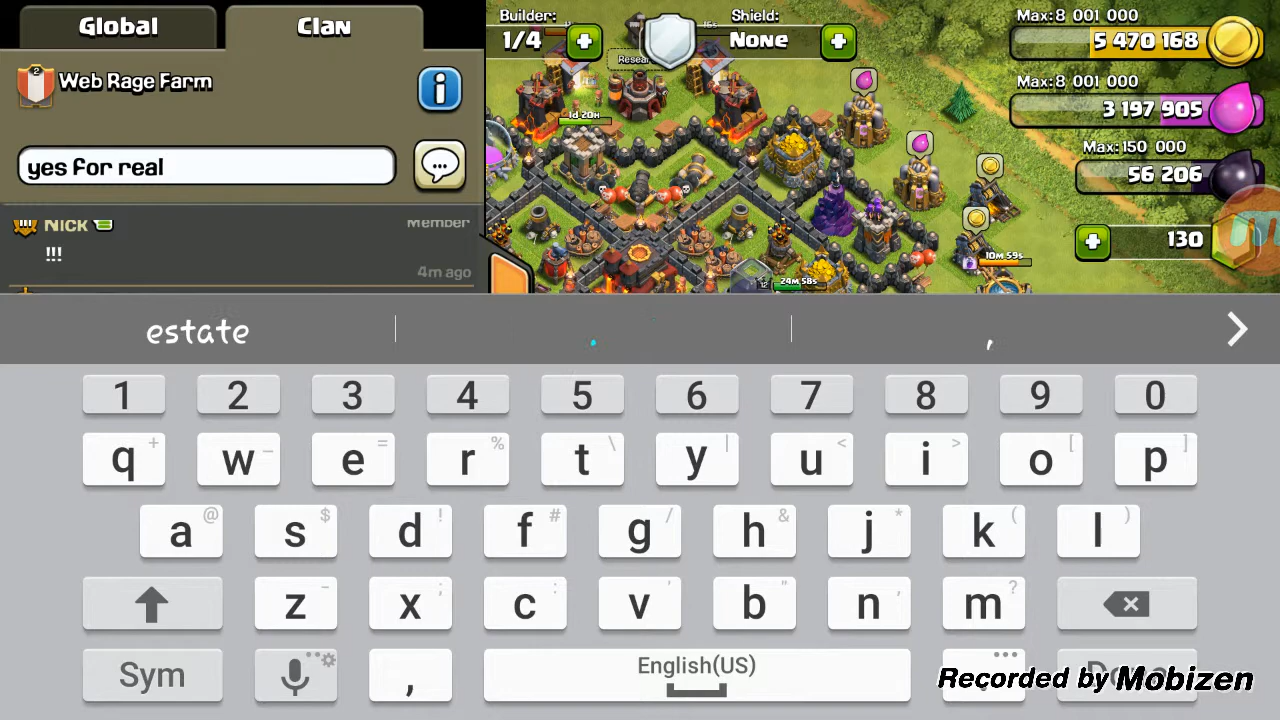 Global
Clan
2
Web Rage Farm
i
yes for real
NICK
Member
!!!
4m ago
Builder:
1/4
Shield:
None
Resear
1d 20h
Max:8 001 000
5 470 168
Max:8 001 000
3 197 905
Max:150 000
56 206
130
10m 59s
24m 58s
12
estate
.
,
1 2 3 4 5 6 7 8 9 0
q + w e = r % t \ y | u < i > o [ p ]
a @ s $ d ! f # g / h & j * k ( l )
z x ; c : v ' b " n , m ?
Sym , English(US)
Recorded by Mobizen